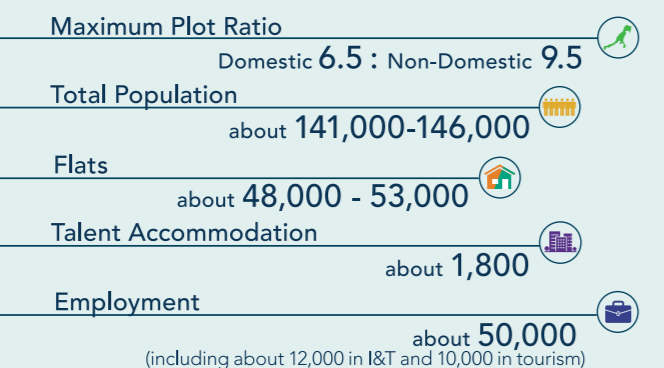 Maximum Plot Ratio
Domestic 6.5 : Non-Domestic 9.5
Total Population
about 141,000-146,000
Flats
about 48,000 - 53,000
Talent Accommodation
about 1,800
Employment
about 50,000
(including about 12,000 in I&T and 10,000 in tourism)